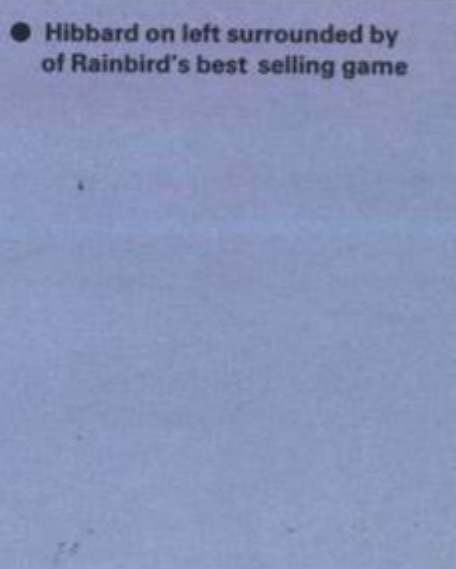 ● Hibbard on left surrounded by
of Rainbird's best selling game